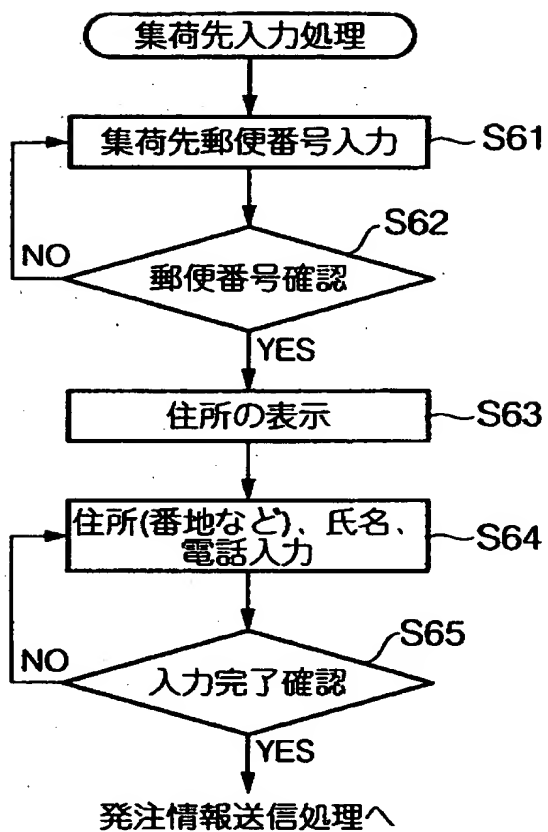 集荷先入力処理
集荷先郵便番号入力
S61
S62
NO
郵便番号確認
YES
住所の表示
S63
住所(番地など)、氏名、
電話入力
S64
S65
NO
入力完了確認
YES
発注情報送信処理へ